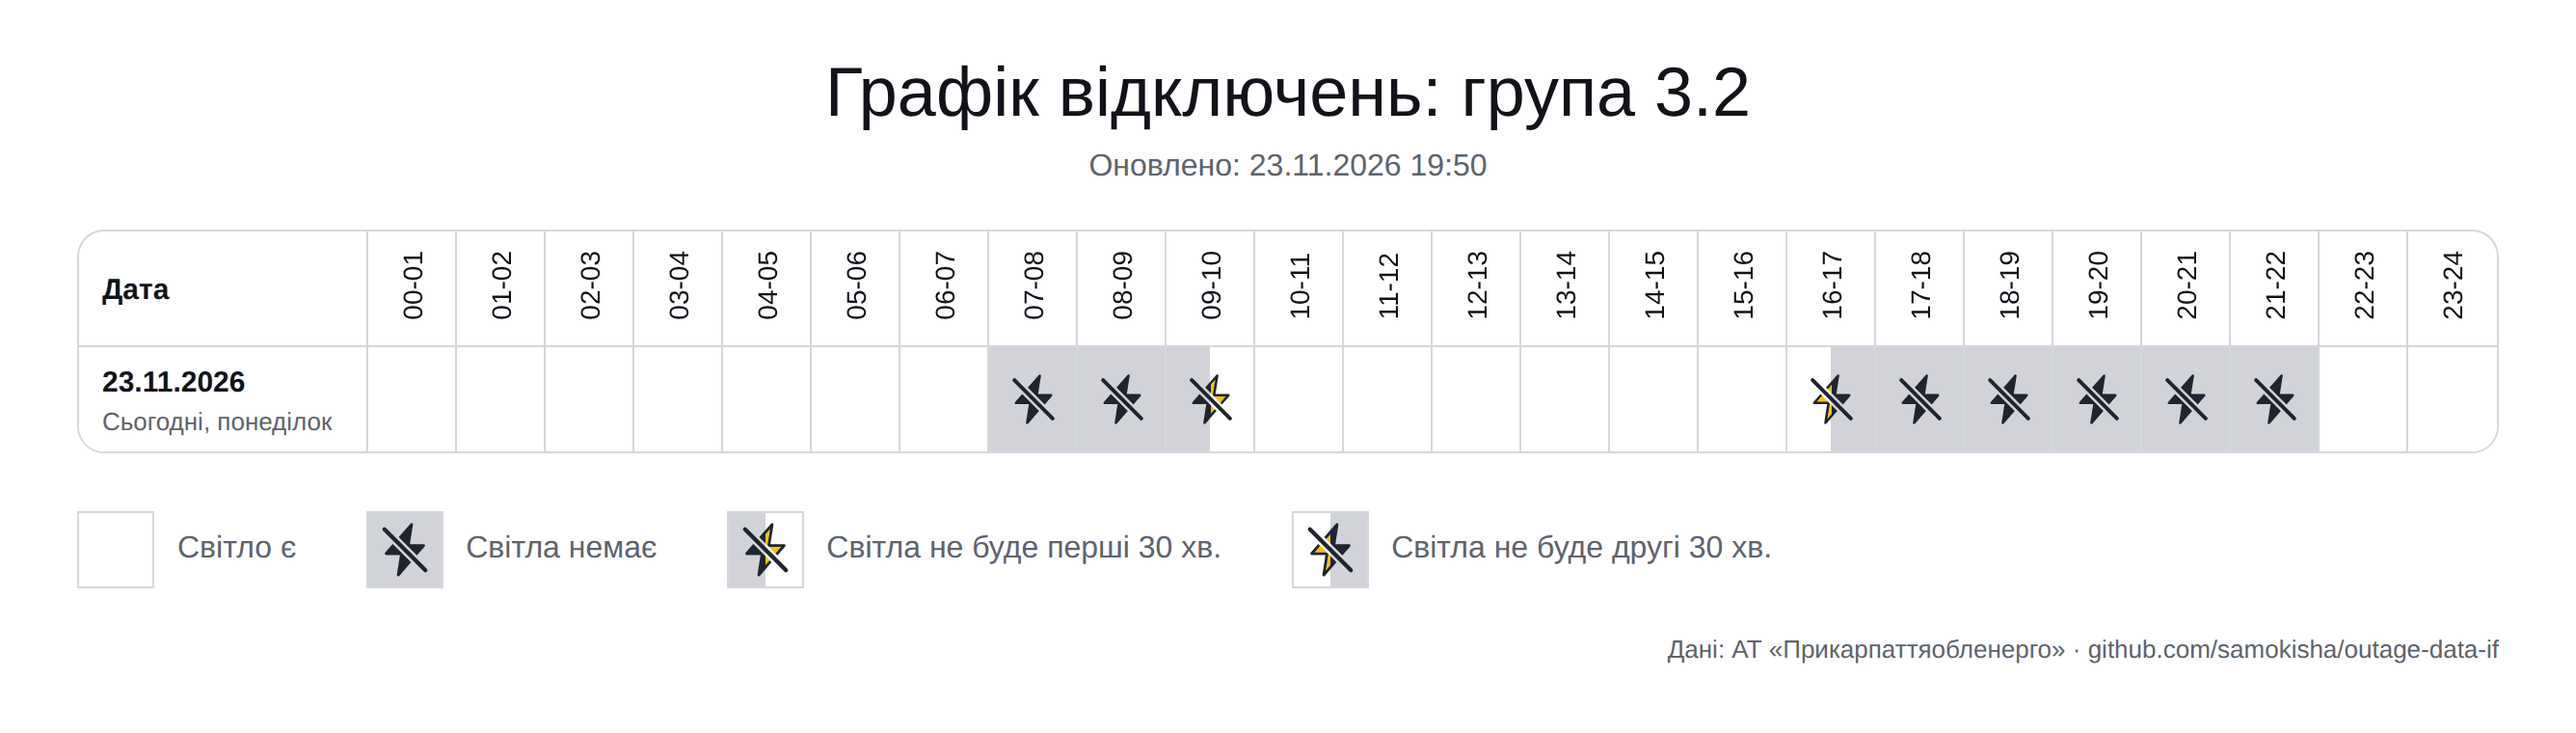 Графік відключень: група 3.2
Оновлено: 23.11.2026 19:50
Дата 00-01 01-02 02-03 03-04 04-05 05-06 06-07 07-08 08-09 09-10 10-11 11-12 12-13 13-14 14-15 15-16 16-17 17-18 18-19 19-20 20-21 21-22 22-23 23-24
23.11.2026
Сьогодні, понеділок
Світло є Світла немає Світла не буде перші 30 хв. Світла не буде другі 30 хв.
Дані: АТ «Прикарпаттяобленерго» · github.com/samokisha/outage-data-if